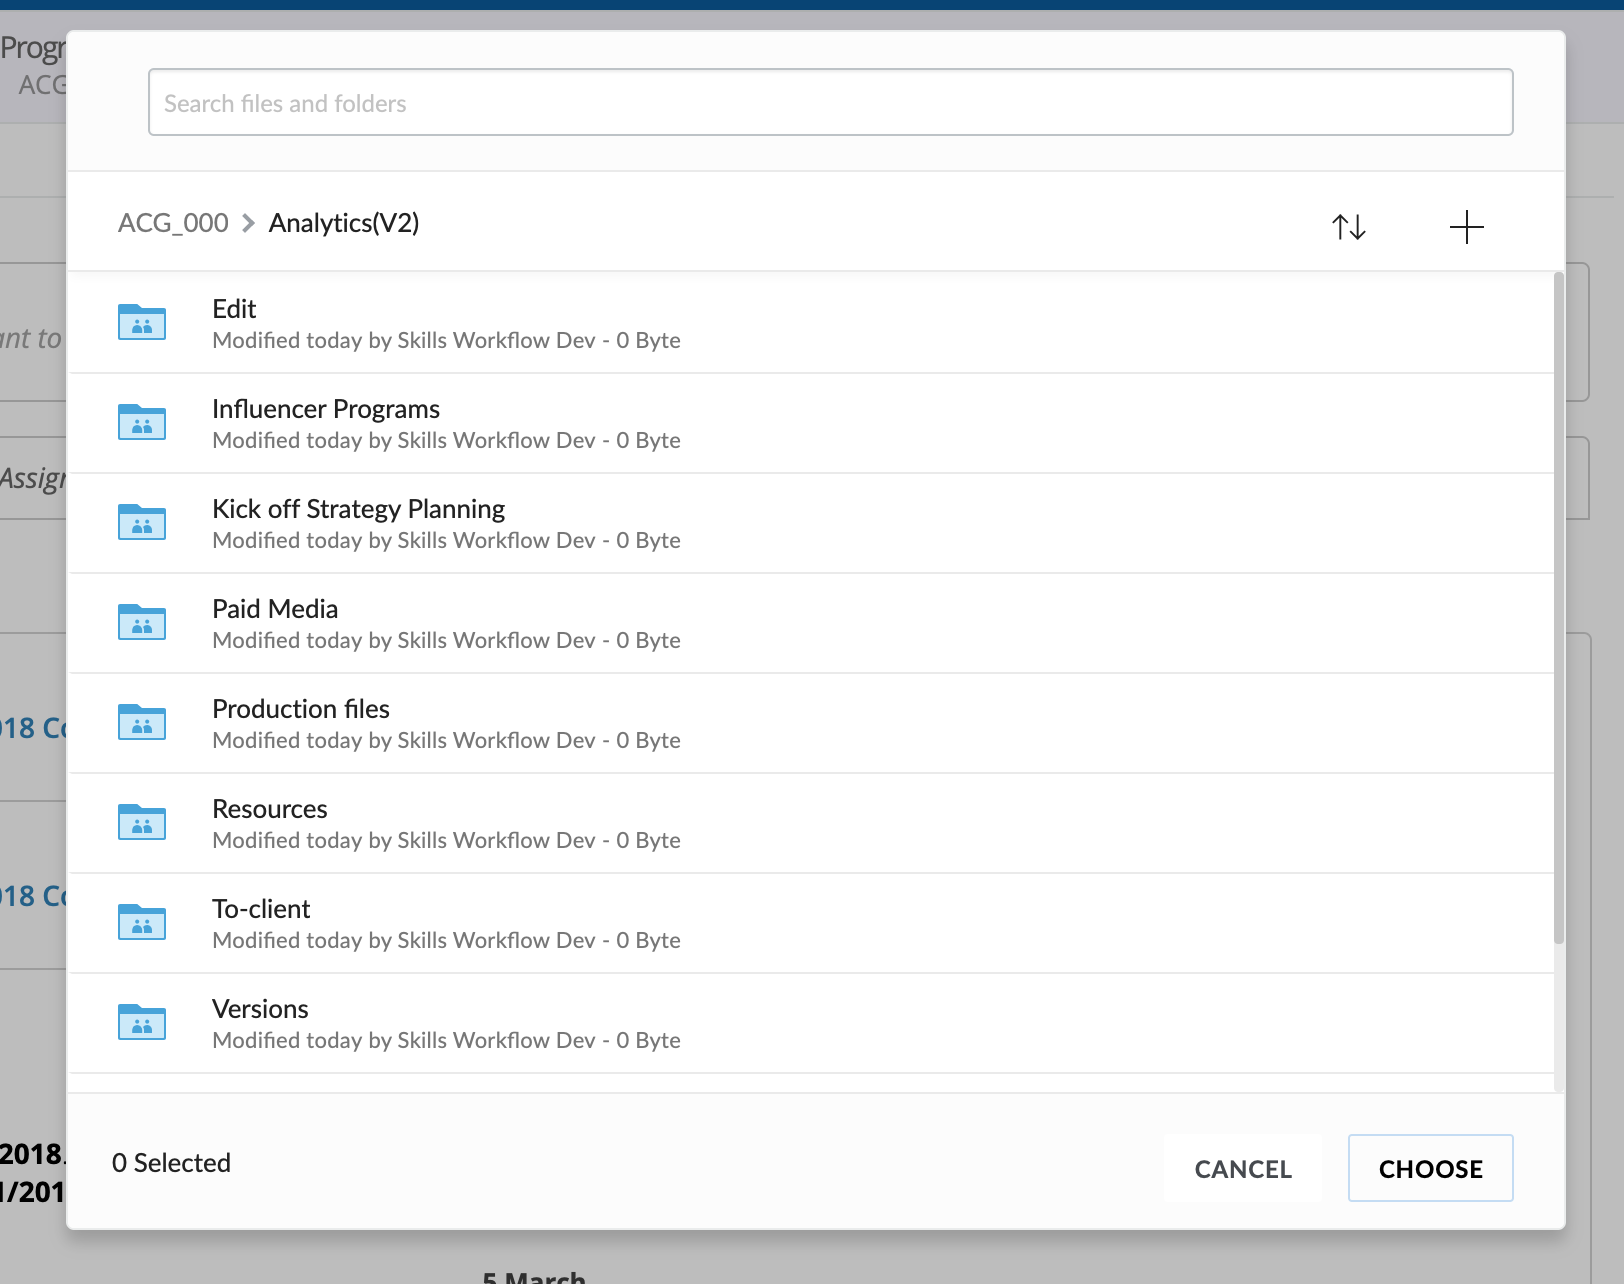 Progr
ACG
Search files and folders
ACG_000 > Analytics(V2)
Edit
Modified today by Skills Workflow Dev - 0 Byte
ant to
Influencer Programs
Modified today by Skills Workflow Dev - 0 Byte
Assigr
Kick off Strategy Planning
Modified today by Skills Workflow Dev - 0 Byte
Paid Media
Modified today by Skills Workflow Dev - 0 Byte
Production files
018 Co
Modified today by Skills Workflow Dev - 0 Byte
Resources
Modified today by Skills Workflow Dev - 0 Byte
018 Co
To-client
Modified today by Skills Workflow Dev - 0 Byte
Versions
Modified today by Skills Workflow Dev - 0 Byte
2018.
0 Selected
CANCEL
CHOOSE
1/201
5 March